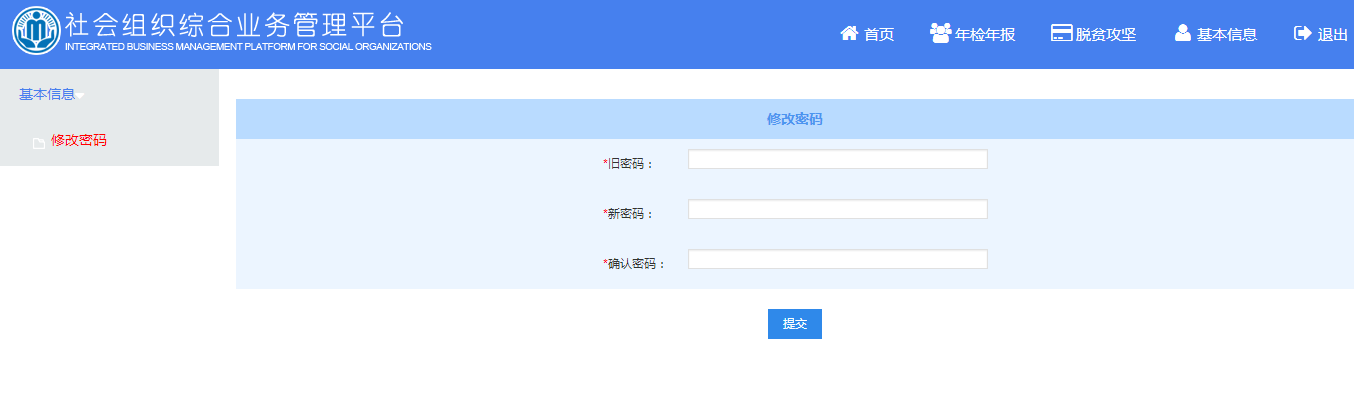 社会组织综合业务管理平台
INTEGRATED BUSINESS MANAGEMENT PLATFORM FOR SOCIAL ORGANIZATIONS
首页 年检年报 脱贫攻坚 基本信息 退出
基本信息
修改密码
修改密码
*旧密码：
*新密码：
*确认密码：
提交